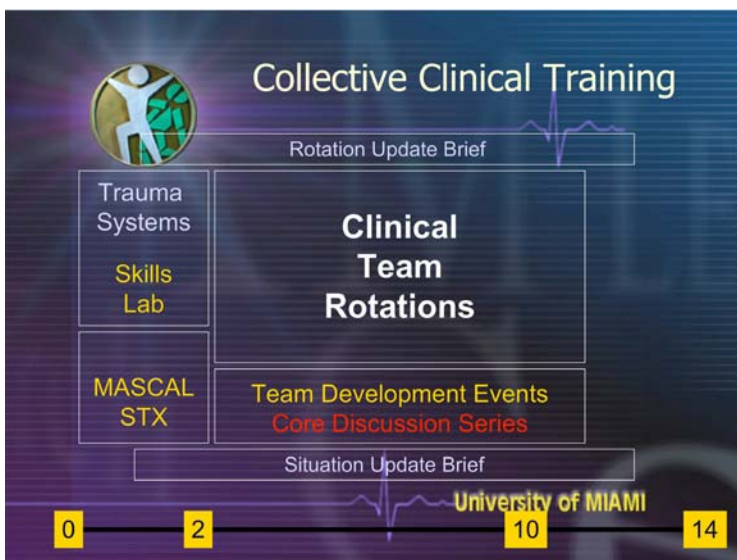 Collective Clinical Training
Rotation Update Brief
Trauma
Systems
Skills
Lab
Clinical
Team
Rotations
MASCAL
STX
Team Development Events
Core Discussion Series
Situation Update Brief
University of MIAMI
0
2
10
14